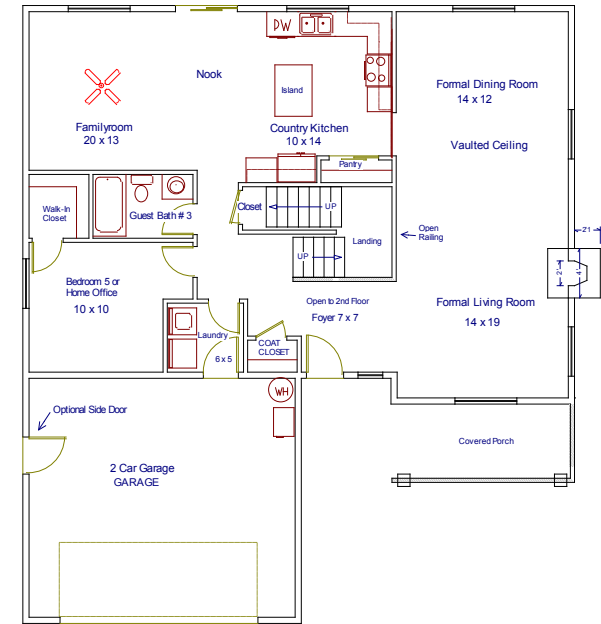 DW
Nook
Island
Formal Dining Room
14 x 12
Familyroom
20 x 13
Country Kitchen
10 x 14
Vaulted Ceiling
Pantry
Walk-In
Closet
Guest Bath # 3
Closet
UP
Landing
Open
Railing
21
UP
2'
4'
Bedroom 5 or
Home Office
10 x 10
Open to 2nd Floor
Foyer 7 x 7
Formal Living Room
14 x 19
Laundry
6 x 5
COAT
CLOSET
WH
Optional Side Door
Covered Porch
2 Car Garage
GARAGE